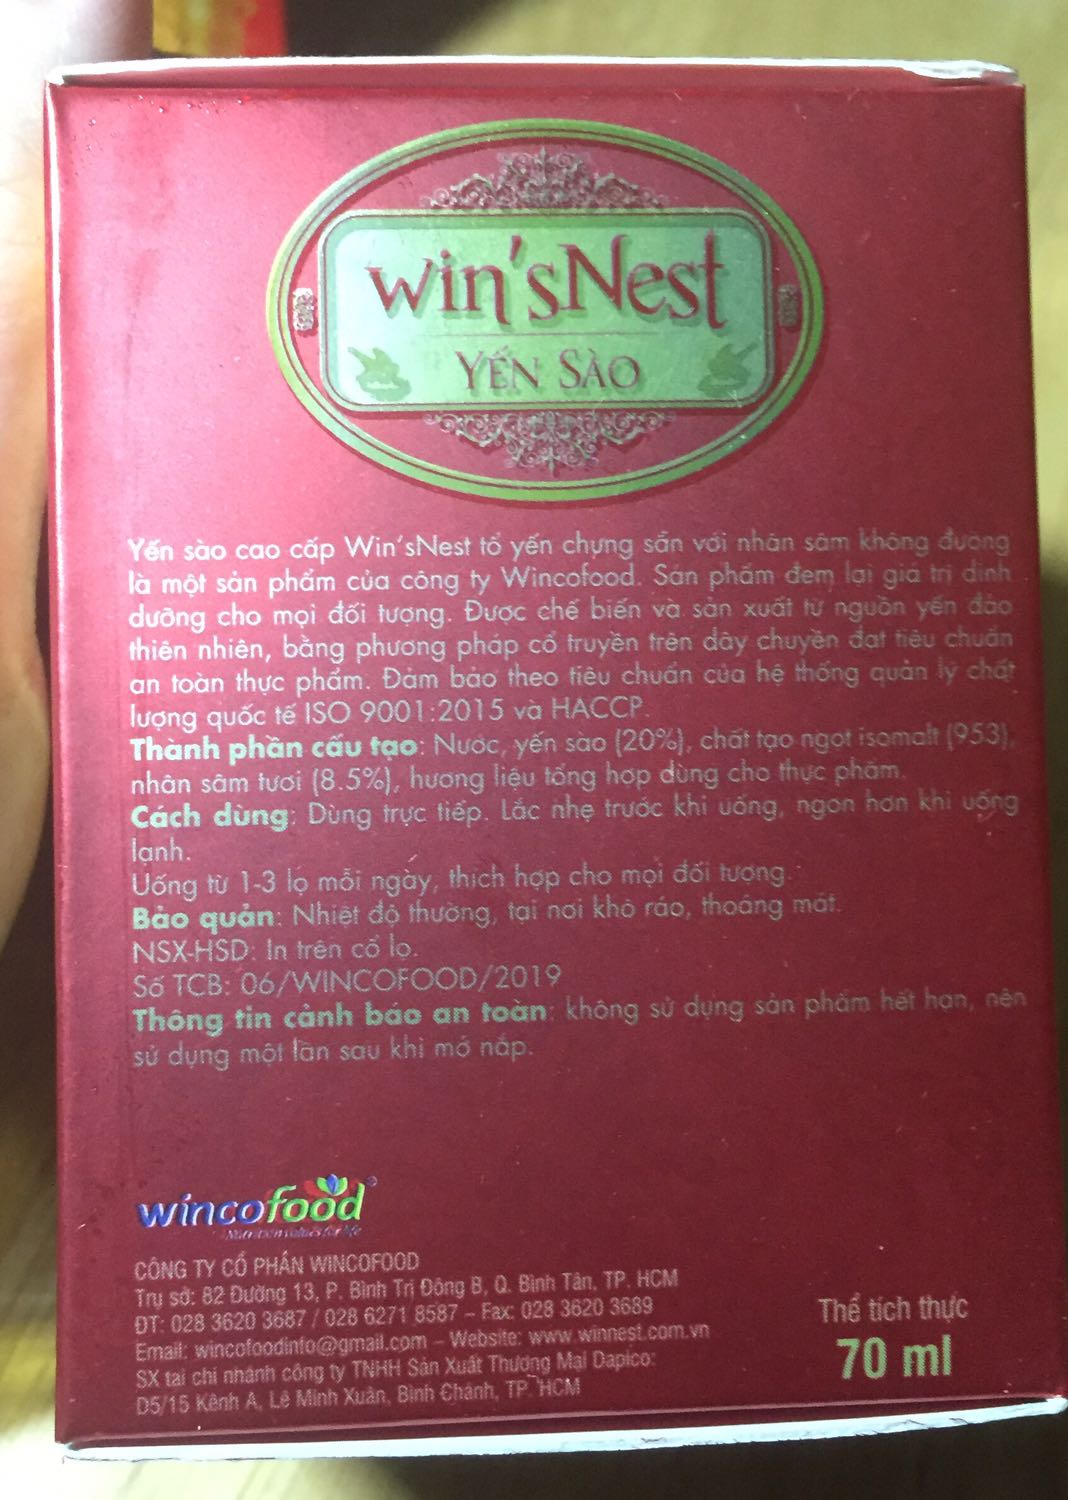 win'sNest
YẾN SÀO
Yến sào cao cấp Win'sNest tổ yến chưng sẵn với nhân sâm không đường
là một sản phẩm của công ty Wincofood. Sản phẩm đem lại giá trị dinh
dưỡng cho mọi đối tượng. Được chế biến và sản xuất từ nguồn yến đảo
thiên nhiên, bằng phương pháp cổ truyền trên dây chuyền đạt tiêu chuẩn
an toàn thực phẩm. Đảm bảo theo tiêu chuẩn của hệ thống quản lý chất
lượng quốc tế ISO 9001:2015 và HACCP.
Thành phần cấu tạo: Nước, yến sào (20%), chất tạo ngọt isomalt (953),
nhân sâm tươi (8.5%), hương liệu tổng hợp dùng cho thực phẩm.
Cách dùng: Dùng trực tiếp. Lắc nhẹ trước khi uống, ngon hơn khi uống
lạnh.
Uống từ 1-3 lọ mỗi ngày, thích hợp cho mọi đối tượng.
Bảo quản: Nhiệt độ thường, tại nơi khô ráo, thoáng mát.
NSX-HSD: In trên cổ lọ.
Số TCB: 06/WINCOFOOD/2019
Thông tin cảnh báo an toàn: không sử dụng sản phẩm hết hạn, nên
sử dụng một lần sau khi mở nắp.
wincofood®
Nutrition values for life
CÔNG TY CỔ PHẦN WINCOFOOD
Trụ sở: 82 Đường 13, P. Bình Trị Đông B, Q. Bình Tân, TP. HCM
ĐT: 028 3620 3687 / 028 6271 8587 – Fax: 028 3620 3689
Email: wincofoodinfo@gmail.com – Website: www.winnest.com.vn
SX tại chi nhánh công ty TNHH Sản Xuất Thương Mại Dapico:
D5/15 Kênh A, Lê Minh Xuân, Bình Chánh, TP. HCM
Thể tích thực
70 ml